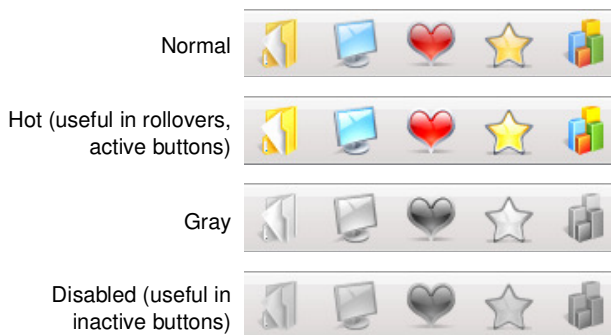 Normal
Hot (useful in rollovers,
active buttons)
Gray
Disabled (useful in
inactive buttons)